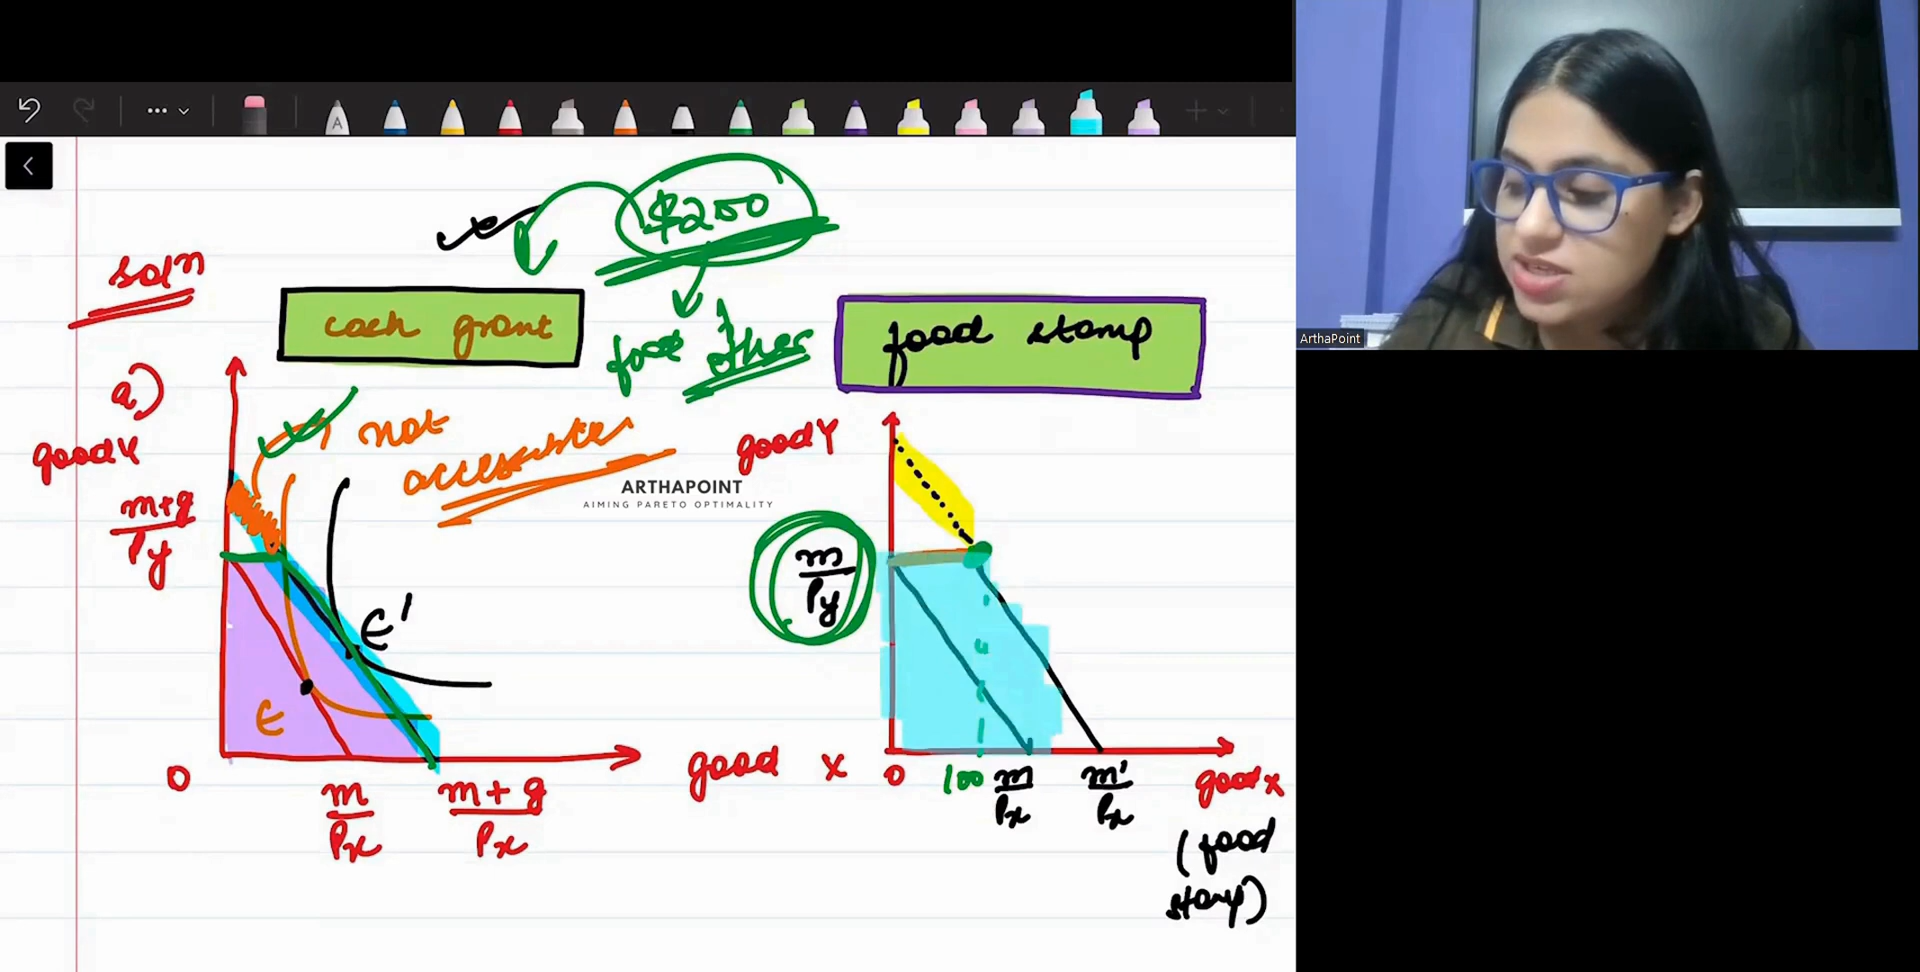 $200
soln
cash grant
food stamp
food other
a)
not
accessible
good Y
good Y
ARTHAPOINT
AIMING PARETO OPTIMALITY
m+g
Py
m
Py
E'
E
0
good x
0
100
m
Px
m+g
Px
m
Px
m'
Px
good x
(food
stamp)
A
ArthaPoint